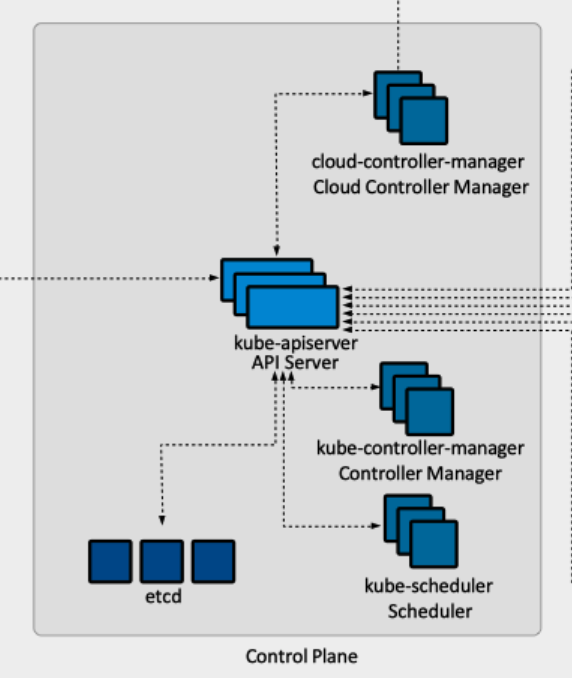 cloud-controller-manager
Cloud Controller Manager
kube-apiserver
API Server
kube-controller-manager
Controller Manager
kube-scheduler
Scheduler
etcd
Control Plane